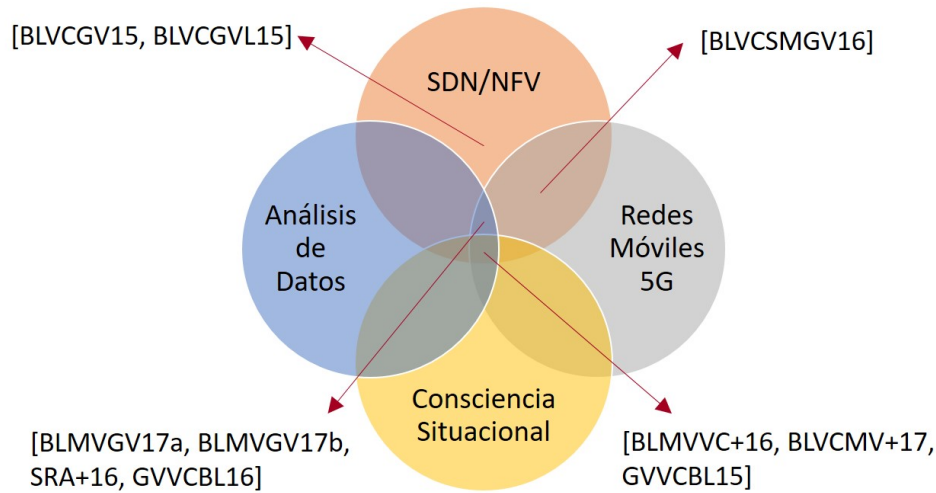 [BLVCGV15, BLVCGVL15]
[BLVCSMGV16]
SDN/NFV
Análisis
de
Datos
Redes
Móviles
5G
Consciencia
Situacional
[BLMVGV17a, BLMVGV17b,
SRA+16, GVVCBL16]
[BLMVVC+16, BLVCMV+17,
GVVCBL15]